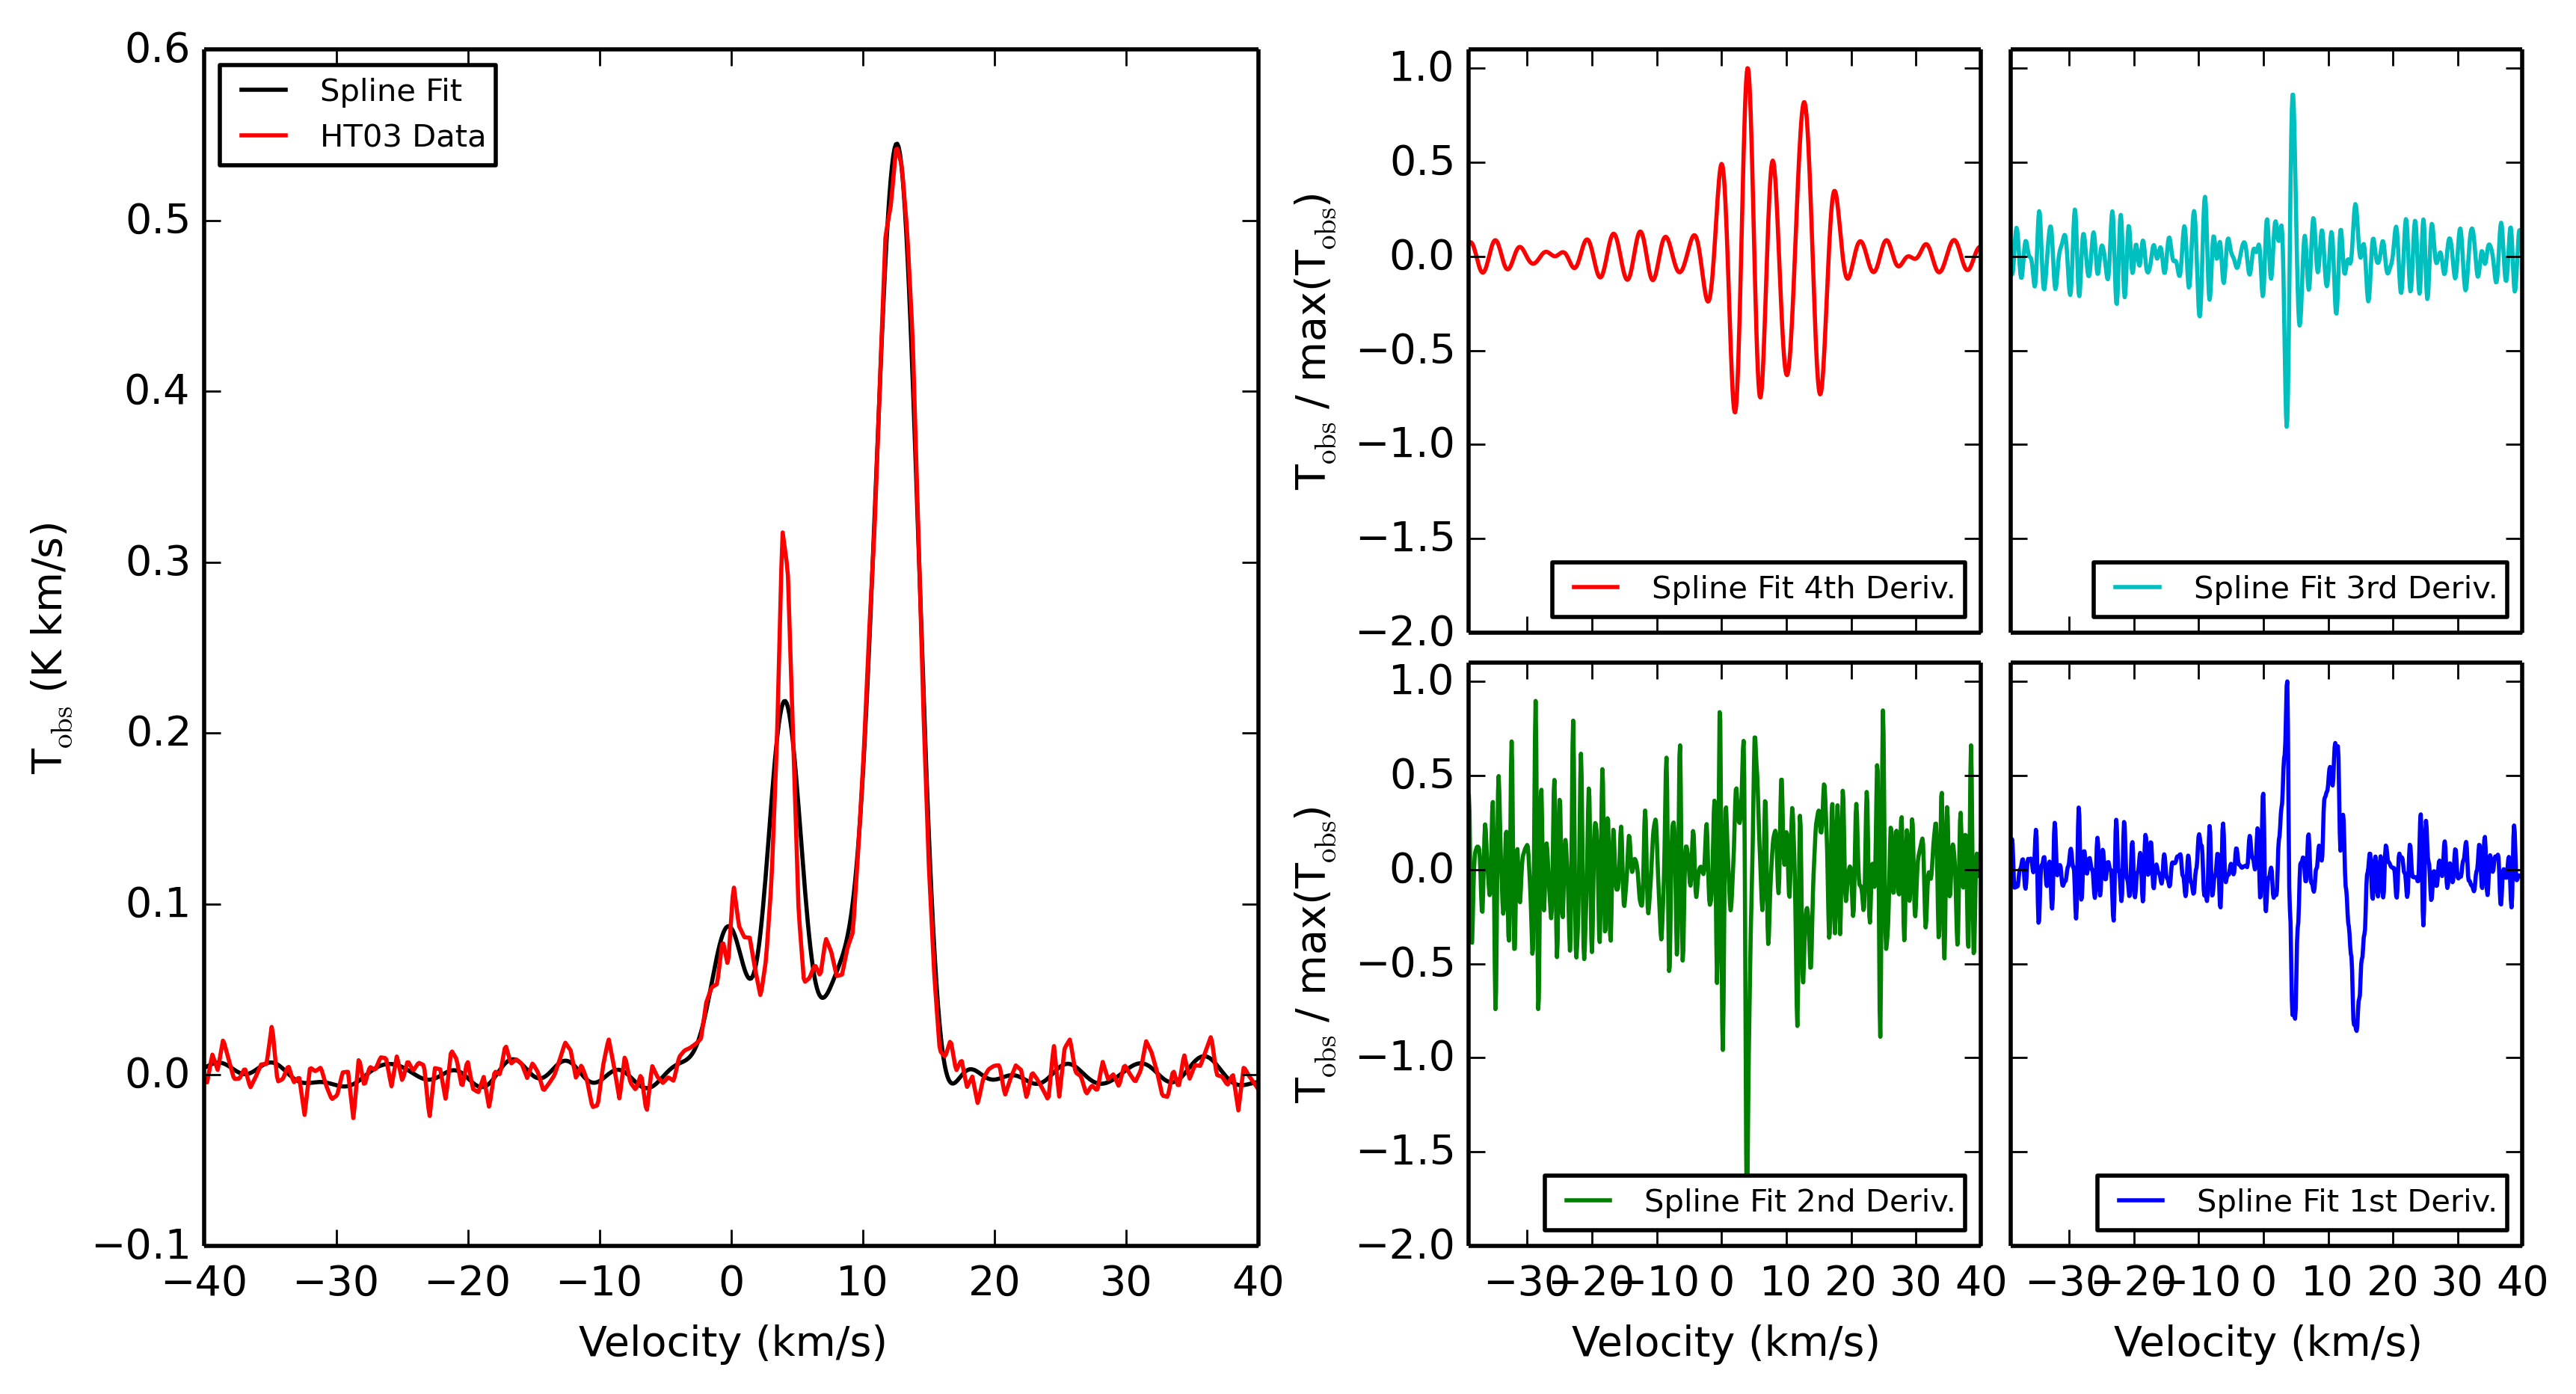 0.6
0.5
0.4
0.3
0.2
0.1
0.0
−0.1
T_obs (K km/s)
Spline Fit
HT03 Data
−40 −30 −20 −10 0 10 20 30 40
Velocity (km/s)
1.0
0.5
0.0
−0.5
−1.0
−1.5
−2.0
T_obs / max(T_obs)
Spline Fit 4th Deriv.
Spline Fit 3rd Deriv.
1.0
0.5
0.0
−0.5
−1.0
−1.5
−2.0
T_obs / max(T_obs)
Spline Fit 2nd Deriv.
Spline Fit 1st Deriv.
−30 −20 −10 0 10 20 30 40
−30 −20 −10 0 10 20 30 40
Velocity (km/s)
Velocity (km/s)